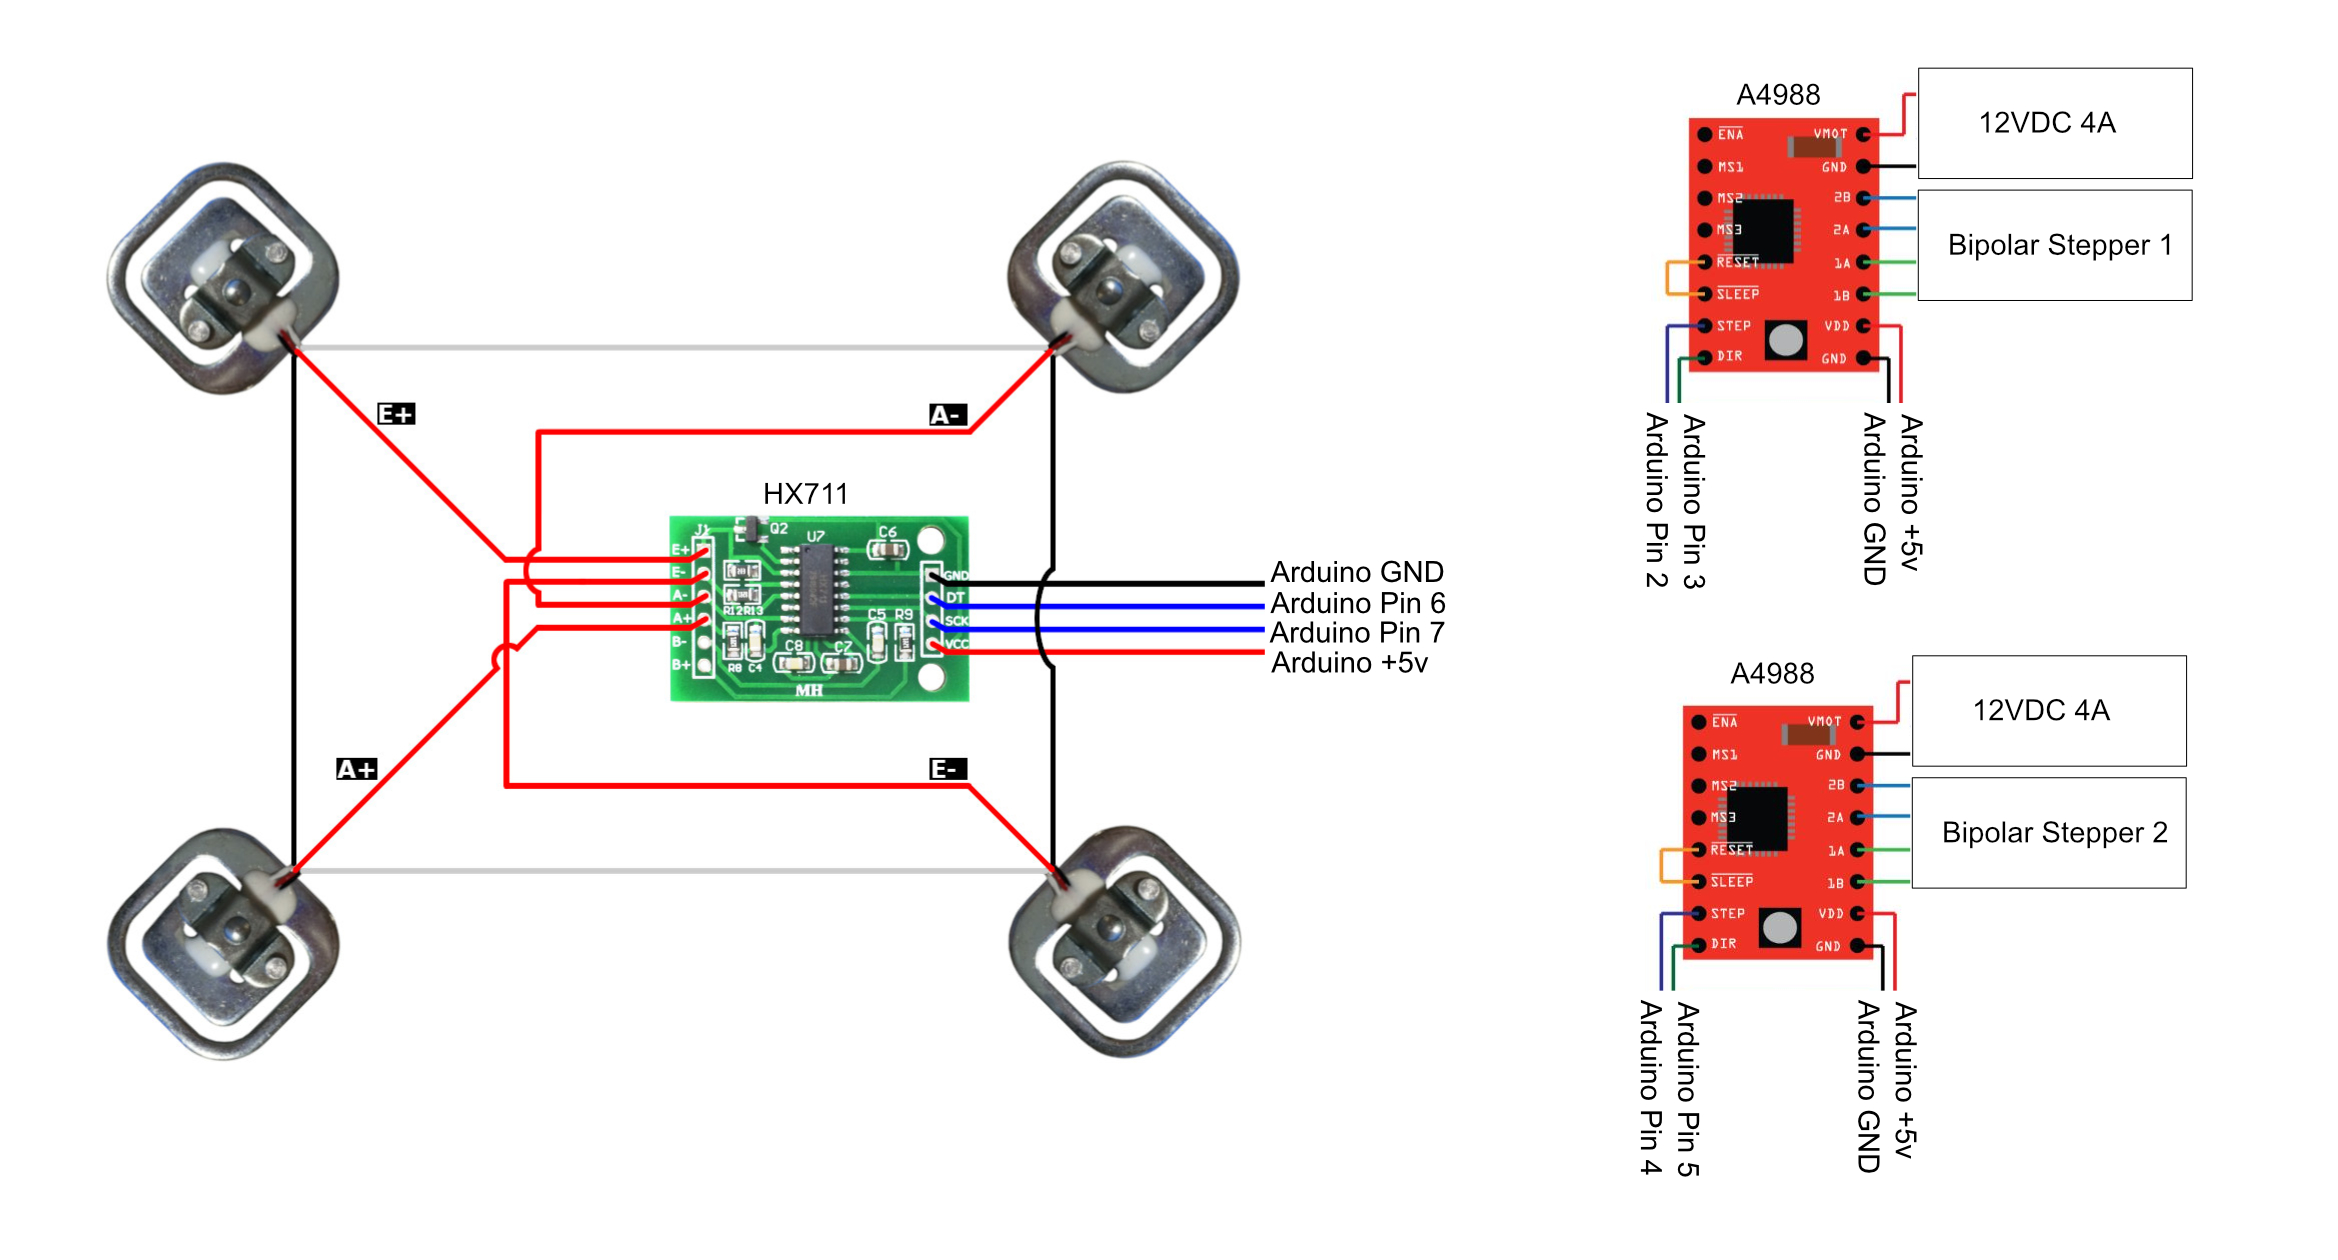 E+
A-
A+
E-
HX711
J1
Q2
U7
C6
E+
E-
A-
A+
B-
B+
R12 R13
R8 C4
C8
C7
C5 R9
MH
GND
DT
SCK
VCC
Arduino GND
Arduino Pin 6
Arduino Pin 7
Arduino +5v
A4988
ENA
MS1
MS2
MS3
RESET
SLEEP
STEP
DIR
VMOT
GND
2B
2A
1A
1B
VDD
GND
12VDC 4A
Bipolar Stepper 1
Arduino Pin 2
Arduino Pin 3
Arduino GND
Arduino +5v
A4988
ENA
MS1
MS2
MS3
RESET
SLEEP
STEP
DIR
VMOT
GND
2B
2A
1A
1B
VDD
GND
12VDC 4A
Bipolar Stepper 2
Arduino Pin 4
Arduino Pin 5
Arduino GND
Arduino +5v